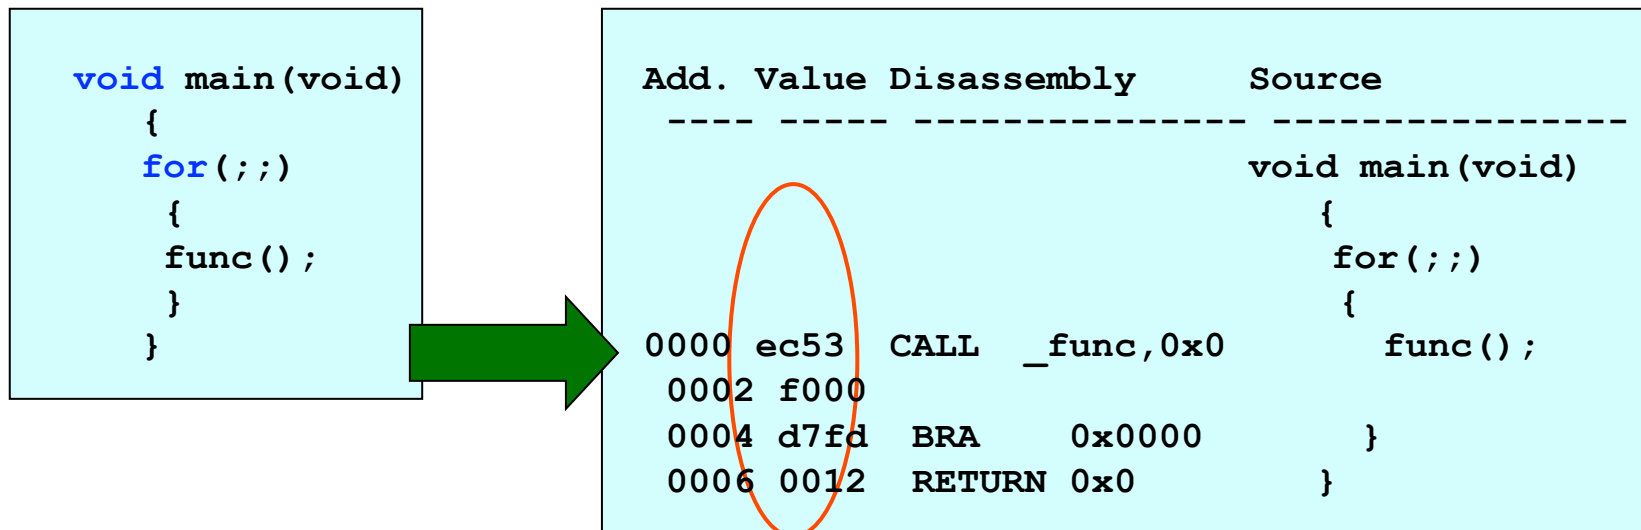 void main(void)
{
for(;;)
{
func();
}
}
Add. Value Disassembly Source
---- ----- --------------- ----------------
void main(void)
{
for(;;)
{
0000 ec53 CALL _func,0x0 func();
0002 f000
0004 d7fd BRA 0x0000 }
0006 0012 RETURN 0x0 }